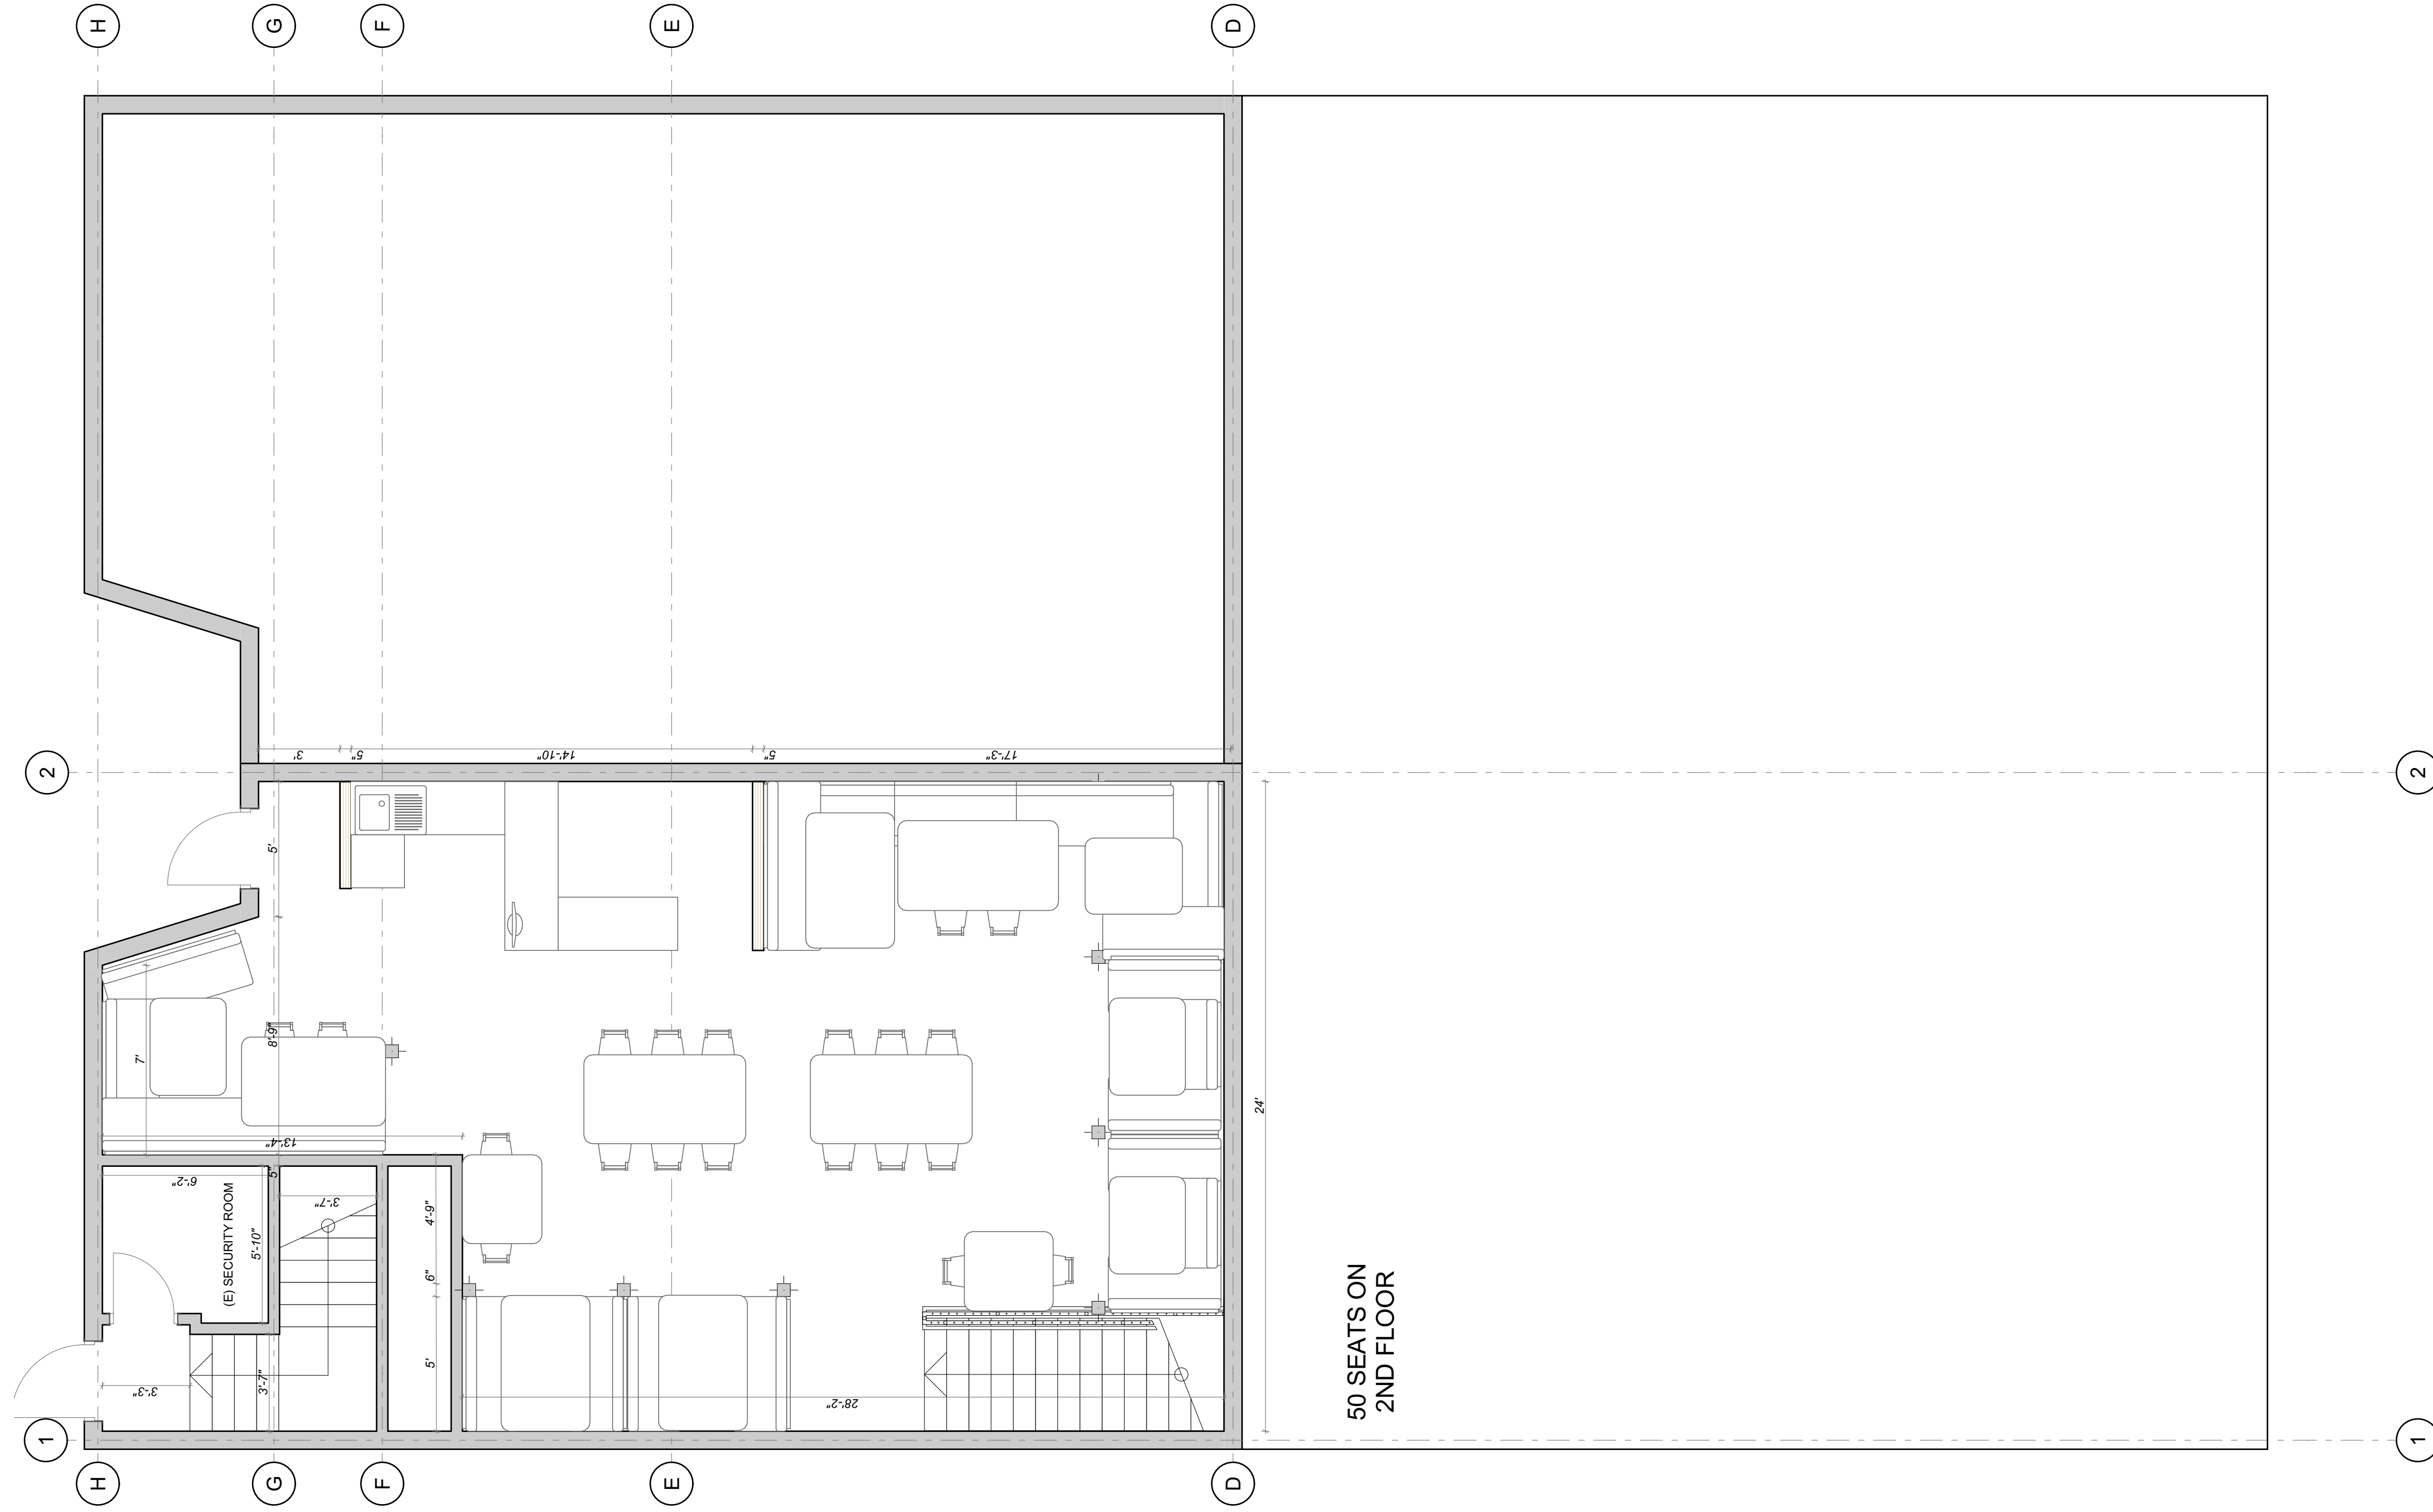 H
G
F
E
D
2
2
3'
5"
14'-10"
5"
17'-3"
5'
8'-9"
7'
13'-4"
24'
6'-2"
5"
3'-7"
(E) SECURITY ROOM
5'-10"
4'-9"
6"
5'
3'-3"
3'-7"
28'-2"
50 SEATS ON
2ND FLOOR
1
1
H
G
F
E
D